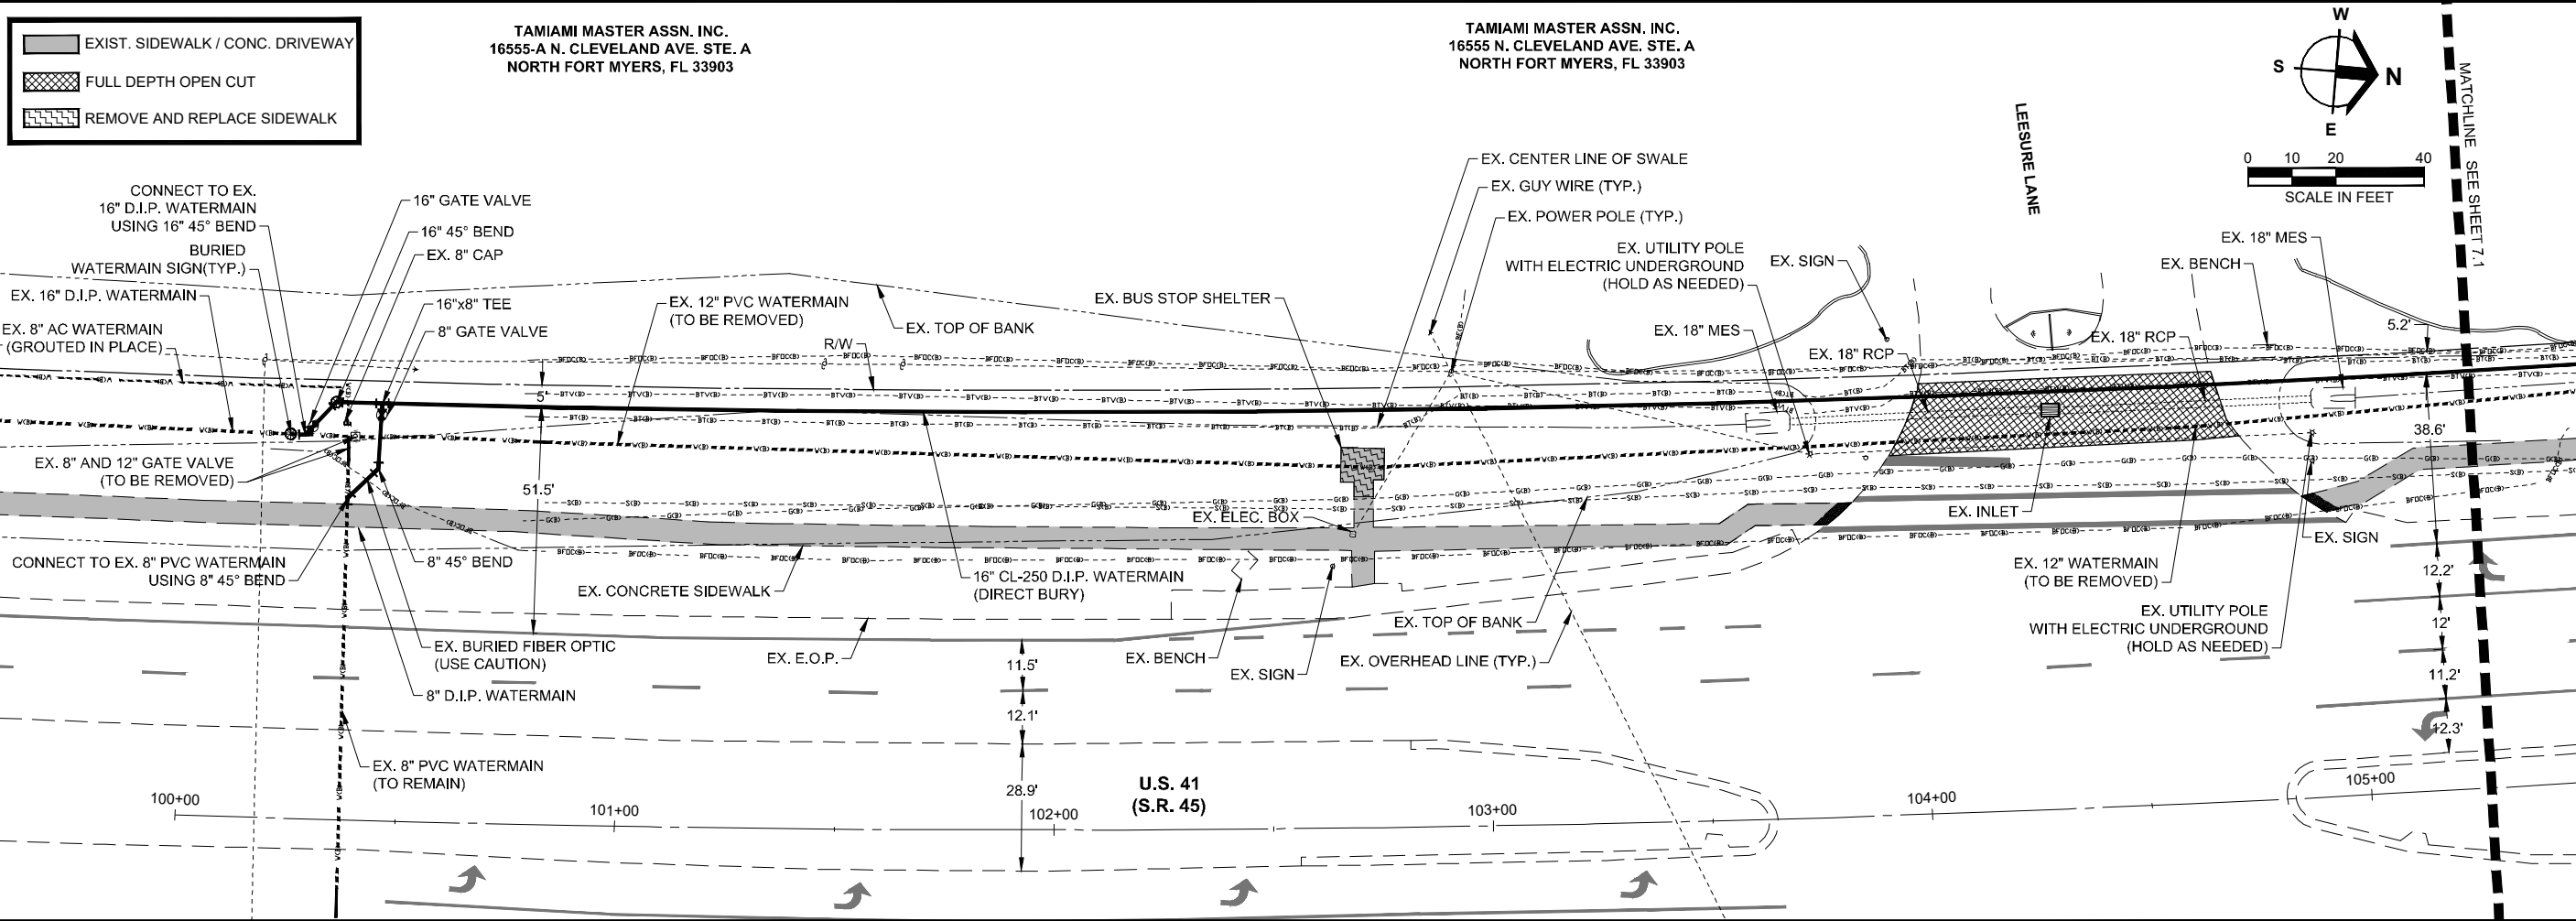 EXIST. SIDEWALK / CONC. DRIVEWAY
FULL DEPTH OPEN CUT
REMOVE AND REPLACE SIDEWALK
TAMIAMI MASTER ASSN. INC.
16555-A N. CLEVELAND AVE. STE. A
NORTH FORT MYERS, FL 33903
TAMIAMI MASTER ASSN. INC.
16555 N. CLEVELAND AVE. STE. A
NORTH FORT MYERS, FL 33903
W
S
N
E
0 10 20 40
SCALE IN FEET
MATCHLINE SEE SHEET 7.1
LEESURE LANE
CONNECT TO EX.
16" D.I.P. WATERMAIN
USING 16" 45° BEND
BURIED
WATERMAIN SIGN(TYP.)
EX. 16" D.I.P. WATERMAIN
EX. 8" AC WATERMAIN
(GROUTED IN PLACE)
16" GATE VALVE
16" 45° BEND
EX. 8" CAP
16"x8" TEE
8" GATE VALVE
EX. 12" PVC WATERMAIN
(TO BE REMOVED)
R/W
EX. TOP OF BANK
EX. BUS STOP SHELTER
EX. CENTER LINE OF SWALE
EX. GUY WIRE (TYP.)
EX. POWER POLE (TYP.)
EX. UTILITY POLE
WITH ELECTRIC UNDERGROUND
(HOLD AS NEEDED)
EX. SIGN
EX. 18" MES
EX. 18" RCP
EX. 18" RCP
EX. 18" MES
EX. BENCH
5.2'
5'
51.5'
38.6'
EX. 8" AND 12" GATE VALVE
(TO BE REMOVED)
CONNECT TO EX. 8" PVC WATERMAIN
USING 8" 45° BEND
8" 45° BEND
EX. CONCRETE SIDEWALK
16" CL-250 D.I.P. WATERMAIN
(DIRECT BURY)
EX. ELEC. BOX
EX. INLET
EX. SIGN
EX. 12" WATERMAIN
(TO BE REMOVED)
EX. UTILITY POLE
WITH ELECTRIC UNDERGROUND
(HOLD AS NEEDED)
EX. BURIED FIBER OPTIC
(USE CAUTION)
8" D.I.P. WATERMAIN
EX. 8" PVC WATERMAIN
(TO REMAIN)
EX. E.O.P.
EX. BENCH
EX. SIGN
EX. TOP OF BANK
EX. OVERHEAD LINE (TYP.)
11.5'
12.1'
28.9'
12.2'
12'
11.2'
12.3'
U.S. 41
(S.R. 45)
100+00
101+00
102+00
103+00
104+00
105+00